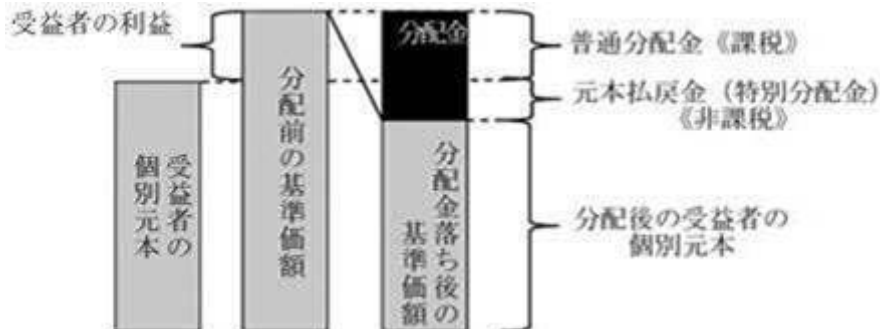 受益者の利益
受益者の
個別元本
分配前の基準価額
分配金
分配金落ち後の
基準価額
普通分配金《課税》
元本払戻金（特別分配金）
《非課税》
分配後の受益者の
個別元本